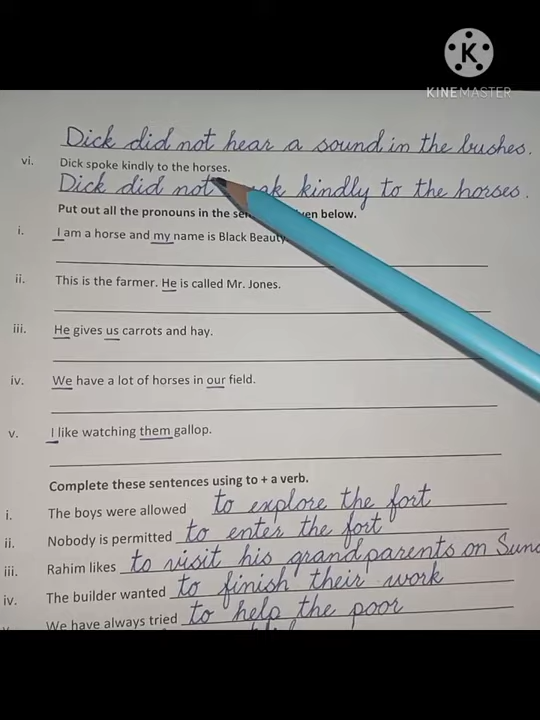 K
KINEMASTER
Dick did not hear a sound in the bushes.
vi. Dick spoke kindly to the horses.
Dick did not kindly to the horses.
Put out all the pronouns in the below.
i. I am a horse and my name is Black Beauty
ii. This is the farmer. He is called Mr. Jones.
iii. He gives us carrots and hay.
iv. We have a lot of horses in our field.
v. I like watching them gallop.
Complete these sentences using to + a verb.
i. The boys were allowed to explore the fort
ii. Nobody is permitted to enter the fort
iii. Rahim likes to visit his grandparents on Sun
iv. The builder wanted to finish their work
We have always tried to help the poor